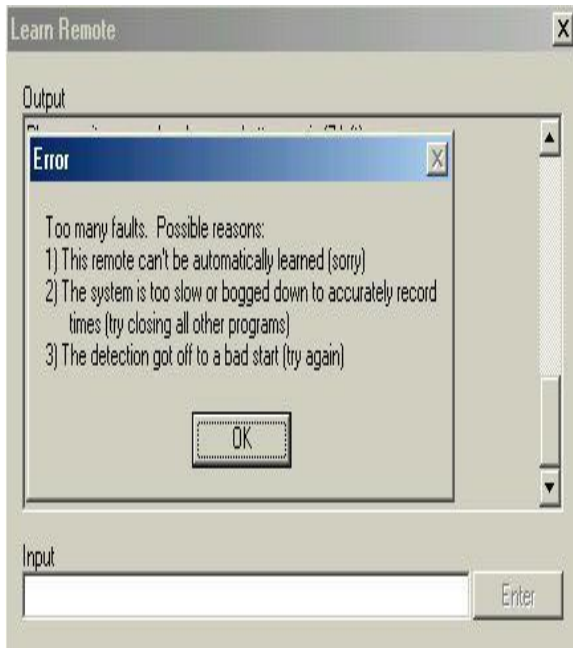 Learn Remote
Output
Error
Too many faults. Possible reasons:
1) This remote can't be automatically learned (sorry)
2) The system is too slow or bogged down to accurately record
times (try closing all other programs)
3) The detection got off to a bad start (try again)
OK
Input
Enter